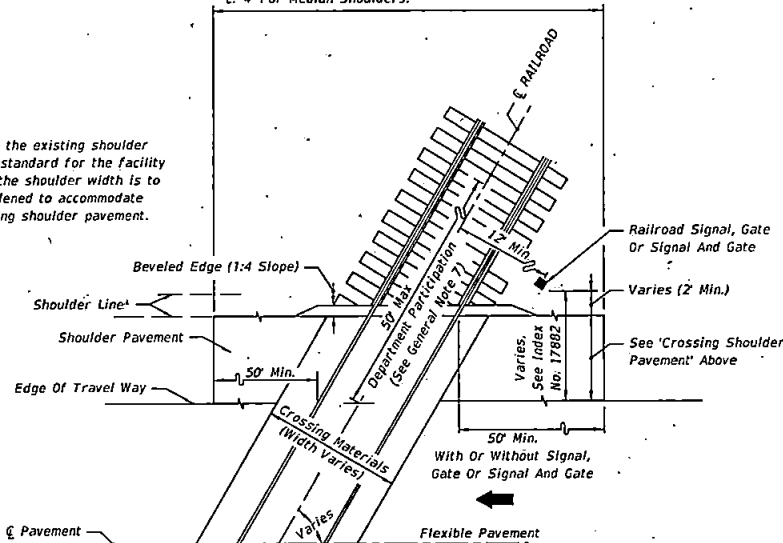 2. 4' For Median Shoulders.
℄ RAILROAD
the existing shoulder
standard for the facility
the shoulder width is to
dened to accommodate
ng shoulder pavement.
12' Min.
Railroad Signal, Gate
Or Signal And Gate
Beveled Edge (1:4 Slope)
50' Max
Department Participation
(See General Note 7)
Varies (2' Min.)
Shoulder Line
Shoulder Pavement
Varies,
See Index
No. 17882
See 'Crossing Shoulder
Pavement' Above
50' Min.
Edge Of Travel Way
Crossing Materials
(Width Varies)
50' Min.
With Or Without Signal,
Gate Or Signal And Gate
℄ Pavement
Varies
Flexible Pavement